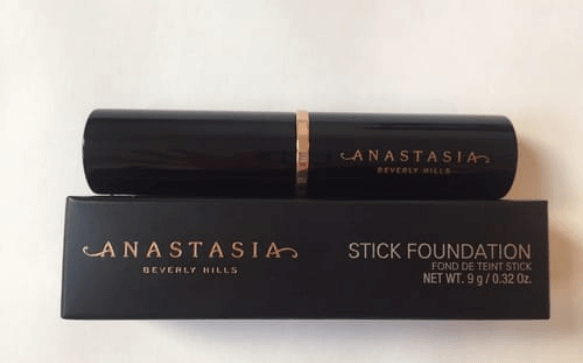 ANASTASIA
BEVERLY HILLS
ANASTASIA
BEVERLY HILLS
STICK FOUNDATION
FOND DE TEINT STICK
NET WT. 9 g / 0.32 Oz.